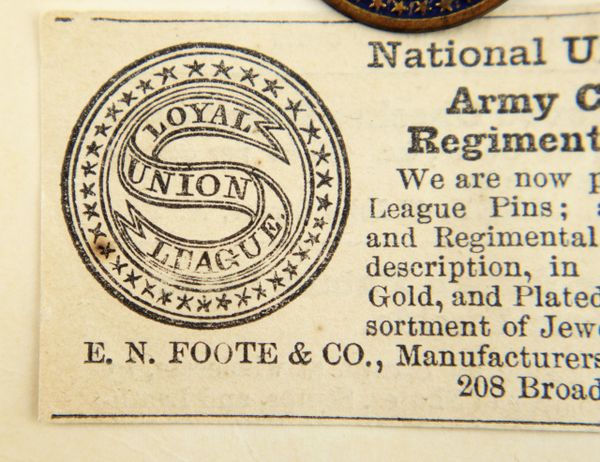 LOYAL
UNION
LEAGUE.
National U
Army C
Regiment
We are now p
League Pins; a
and Regimental
description, in
Gold, and Plated
sortment of Jewe
E. N. FOOTE & CO., Manufacturers
208 Broad